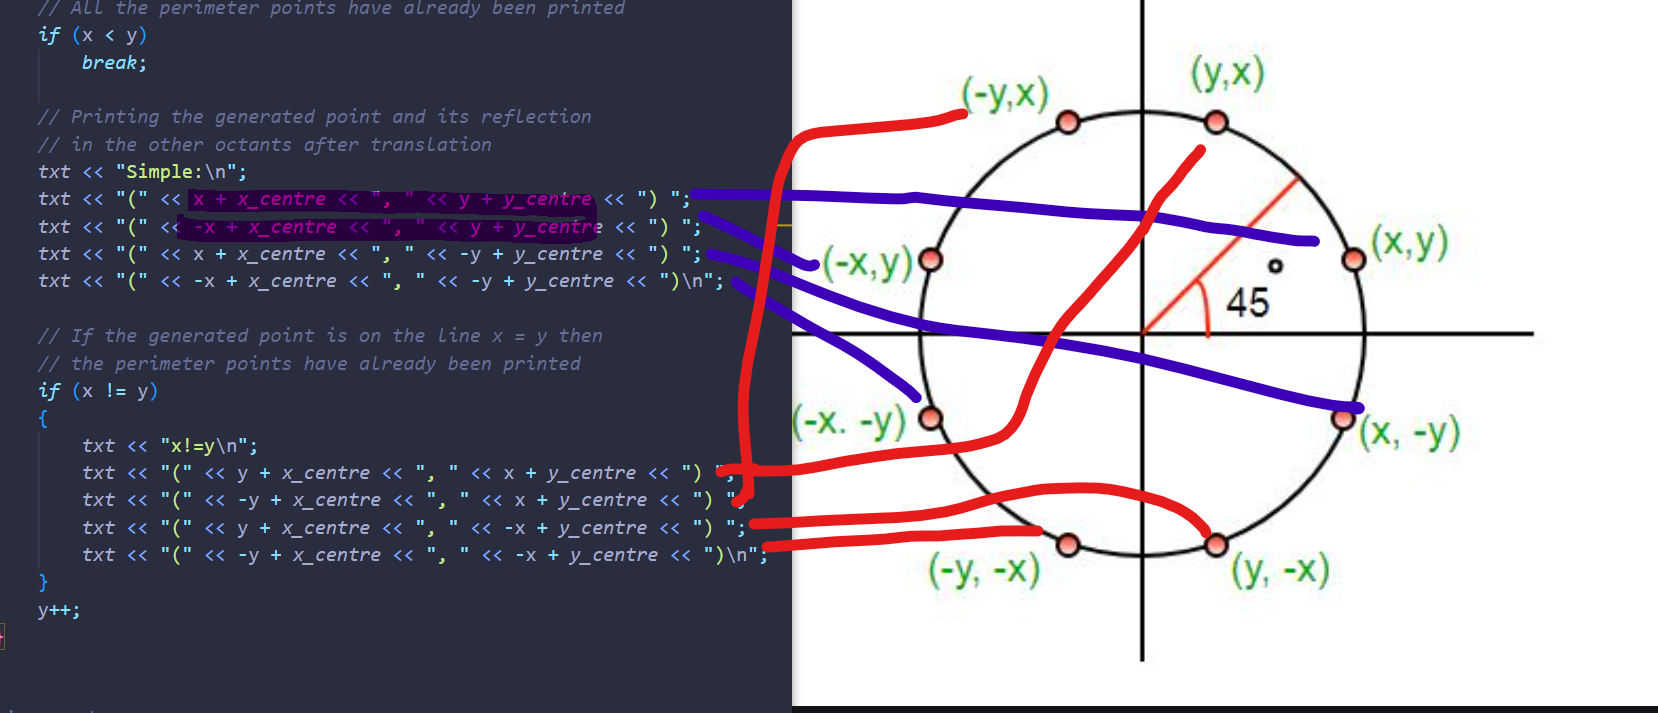 // All the perimeter points have already been printed
if (x < y)
break;
// Printing the generated point and its reflection
// in the other octants after translation
txt << "Simple:\n";
txt << "(" << x + x_centre << ", " << y + y_centre << ") ";
txt << "(" << -x + x_centre << ", " << y + y_centre << ") ";
txt << "(" << x + x_centre << ", " << -y + y_centre << ") ";
txt << "(" << -x + x_centre << ", " << -y + y_centre << ")\n";
// If the generated point is on the line x = y then
// the perimeter points have already been printed
if (x != y)
{
txt << "x!=y\n";
txt << "(" << y + x_centre << ", " << x + y_centre << ") ";
txt << "(" << -y + x_centre << ", " << x + y_centre << ") ";
txt << "(" << y + x_centre << ", " << -x + y_centre << ") ";
txt << "(" << -y + x_centre << ", " << -x + y_centre << ")\n";
}
y++;
(-y,x)
(y,x)
(-x,y)
(x,y)
45°
(-x. -y)
(x, -y)
(-y, -x)
(y, -x)